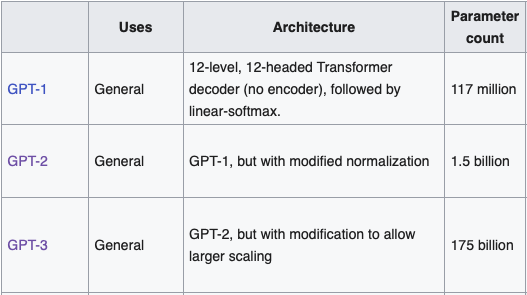 Uses Architecture Parameter count
GPT-1 General 12-level, 12-headed Transformer decoder (no encoder), followed by linear-softmax. 117 million
GPT-2 General GPT-1, but with modified normalization 1.5 billion
GPT-3 General GPT-2, but with modification to allow larger scaling 175 billion